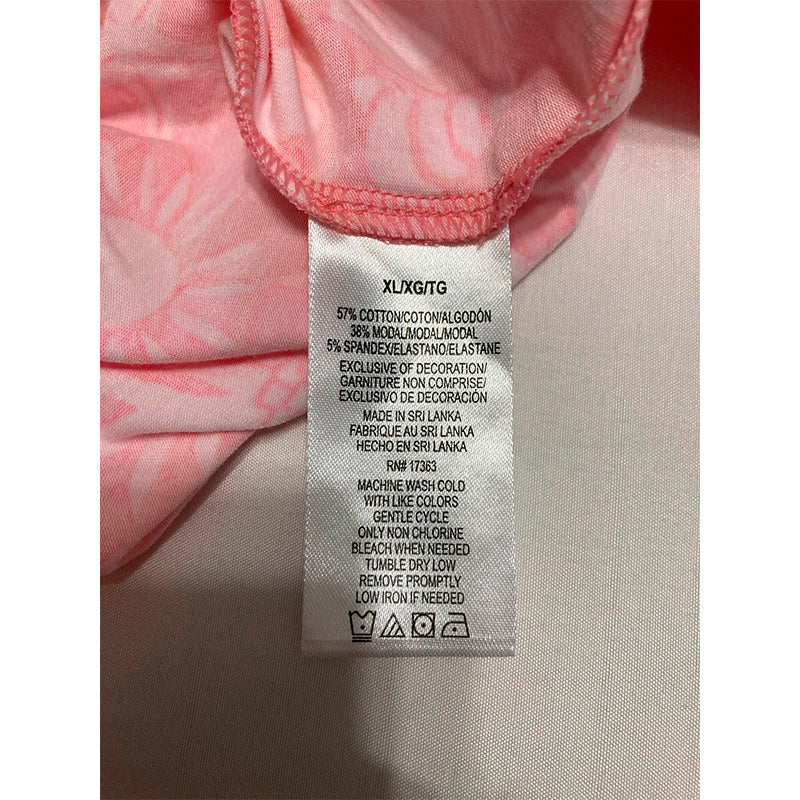 XL/XG/TG
57% COTTON/COTON/ALGODÓN
38% MODAL/MODAL/MODAL
5% SPANDEX/ELASTANO/ELASTANE
EXCLUSIVE OF DECORATION/
GARNITURE NON COMPRISE/
EXCLUSIVO DE DECORACIÓN
MADE IN SRI LANKA
FABRIQUE AU SRI LANKA
HECHO EN SRI LANKA
RN# 17363
MACHINE WASH COLD
WITH LIKE COLORS
GENTLE CYCLE
ONLY NON CHLORINE
BLEACH WHEN NEEDED
TUMBLE DRY LOW
REMOVE PROMPTLY
LOW IRON IF NEEDED